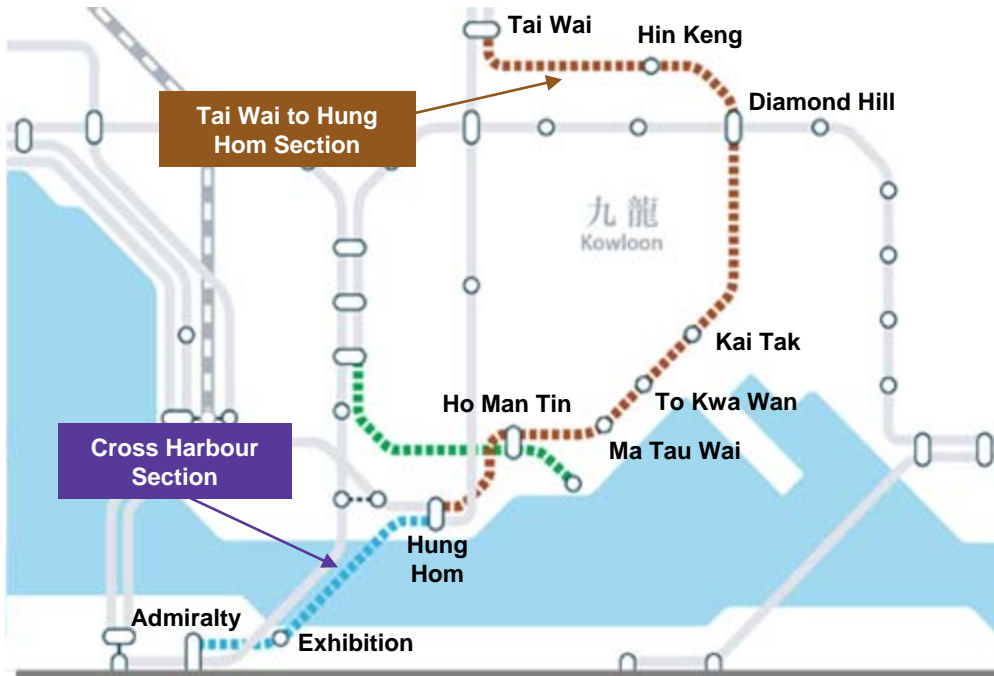 Tai Wai
Hin Keng
Tai Wai to Hung
Hom Section
Diamond Hill
九龍
Kowloon
Kai Tak
Ho Man Tin
To Kwa Wan
Ma Tau Wai
Cross Harbour
Section
Hung
Hom
Admiralty
Exhibition